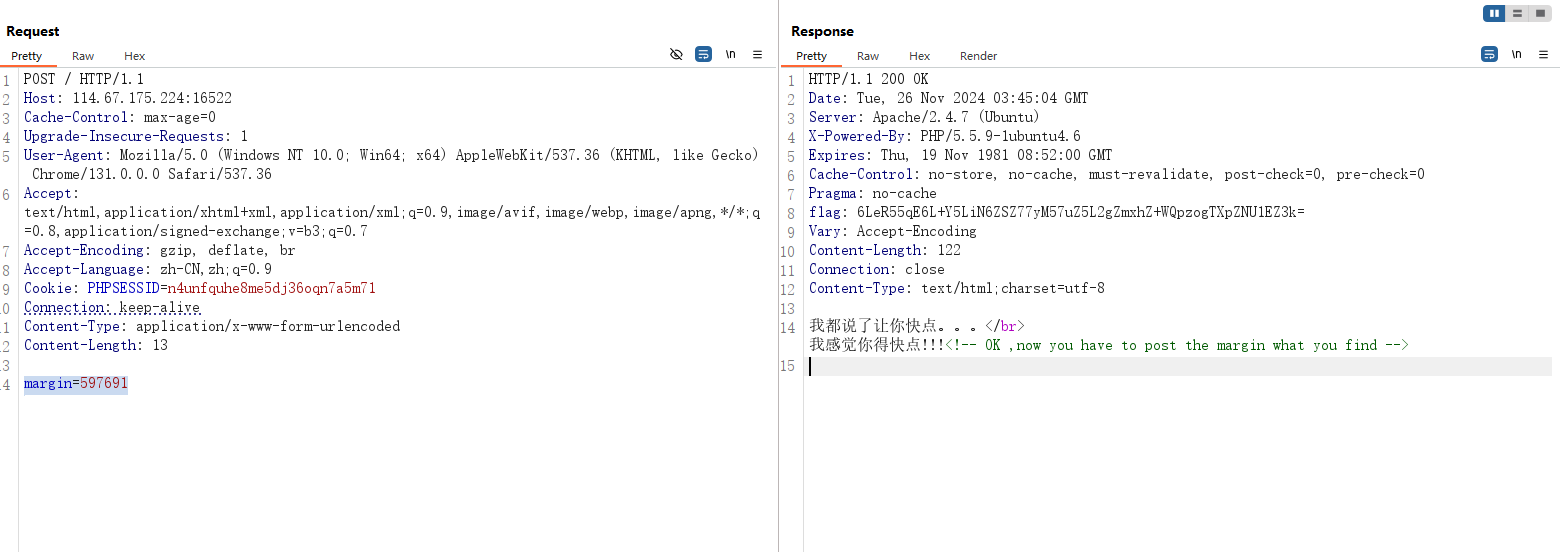 Request
Pretty Raw Hex
\n
1 POST / HTTP/1.1
2 Host: 114.67.175.224:16522
3 Cache-Control: max-age=0
4 Upgrade-Insecure-Requests: 1
5 User-Agent: Mozilla/5.0 (Windows NT 10.0; Win64; x64) AppleWebKit/537.36 (KHTML, like Gecko)
Chrome/131.0.0.0 Safari/537.36
6 Accept:
text/html,application/xhtml+xml,application/xml;q=0.9,image/avif,image/webp,image/apng,*/*;q
=0.8,application/signed-exchange;v=b3;q=0.7
7 Accept-Encoding: gzip, deflate, br
8 Accept-Language: zh-CN,zh;q=0.9
9 Cookie: PHPSESSID=n4unfquhe8me5dj36oqn7a5m71
0 Connection: keep-alive
1 Content-Type: application/x-www-form-urlencoded
2 Content-Length: 13
3
4 margin=597691
Response
Pretty Raw Hex Render
\n
1 HTTP/1.1 200 OK
2 Date: Tue, 26 Nov 2024 03:45:04 GMT
3 Server: Apache/2.4.7 (Ubuntu)
4 X-Powered-By: PHP/5.5.9-1ubuntu4.6
5 Expires: Thu, 19 Nov 1981 08:52:00 GMT
6 Cache-Control: no-store, no-cache, must-revalidate, post-check=0, pre-check=0
7 Pragma: no-cache
8 flag: 6LeR55qE6L+Y5LiN6ZSZ77yM57uZ5L2gZmxhZ+WQpzogTXpZNU1EZ3k=
9 Vary: Accept-Encoding
10 Content-Length: 122
11 Connection: close
12 Content-Type: text/html;charset=utf-8
13
14 我都说了让你快点。。。</br>
我感觉你得快点!!!<!-- OK ,now you have to post the margin what you find -->
15